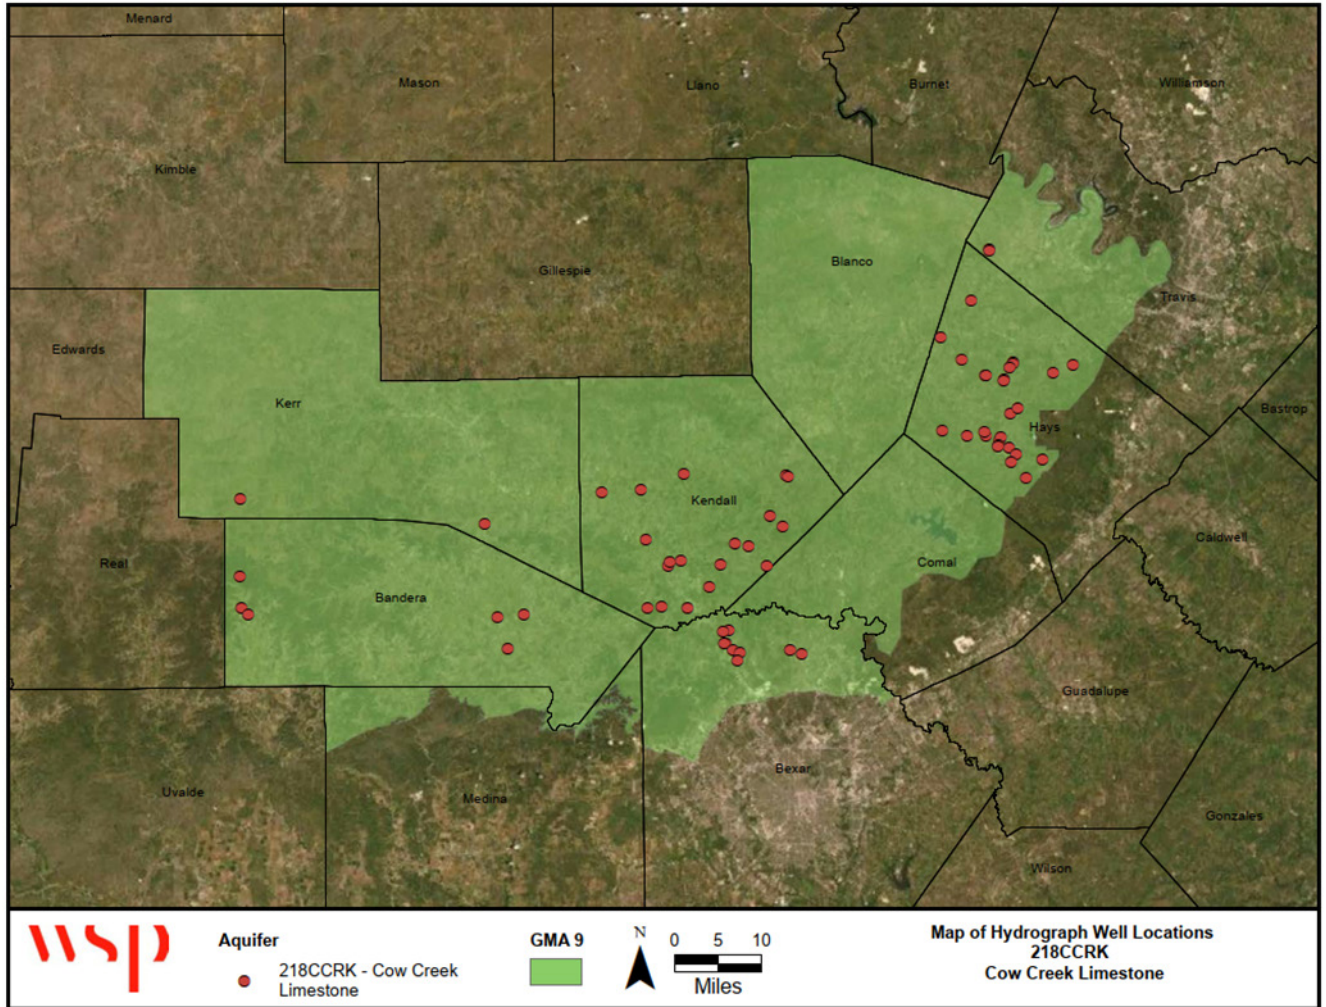 Menard
Mason
Llano
Burnet
Williamson
Kimble
Gillespie
Blanco
Travis
Edwards
Kerr
Bastrop
Hays
Kendall
Caldwell
Real
Comal
Bandera
Guadalupe
Bexar
Uvalde
Medina
Gonzales
Wilson
wsp
Aquifer
218CCRK - Cow Creek
Limestone
GMA 9
N
0 5 10
Miles
Map of Hydrograph Well Locations
218CCRK
Cow Creek Limestone